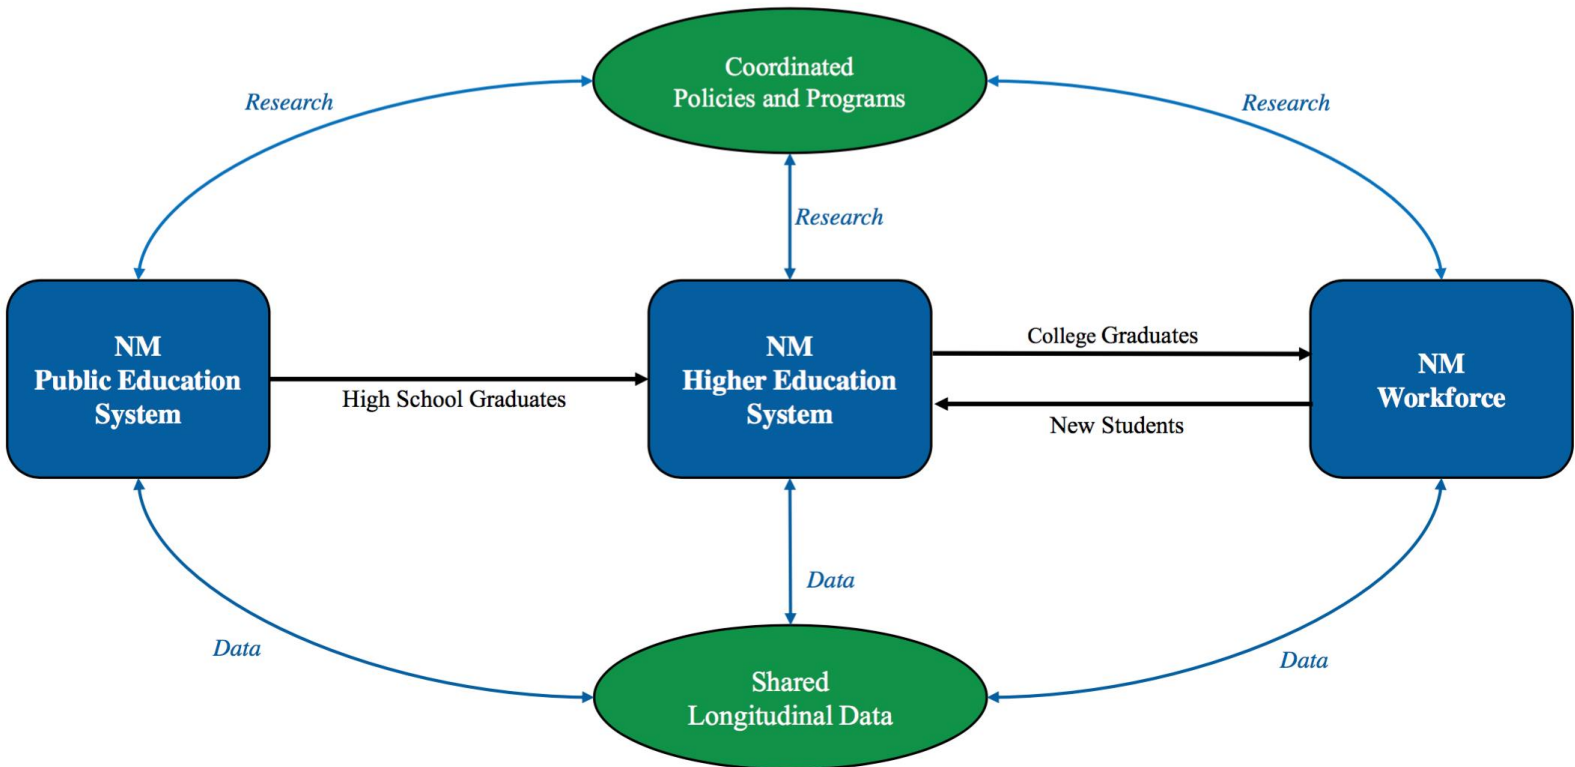 Coordinated
Policies and Programs
Research
Research
Research
NM
Public Education
System
High School Graduates
NM
Higher Education
System
College Graduates
New Students
NM
Workforce
Data
Data
Data
Shared
Longitudinal Data